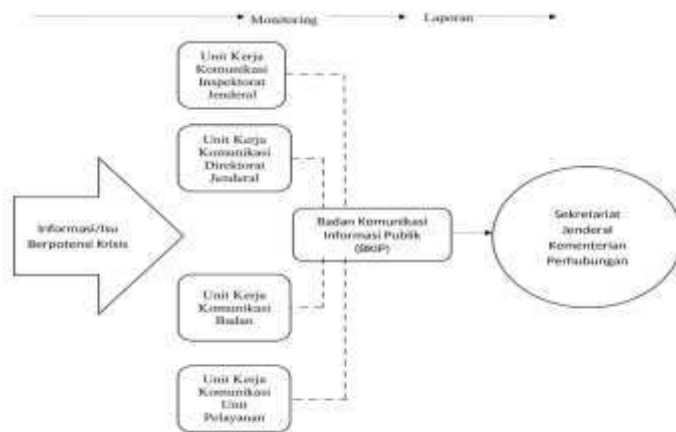 Monitoring
Laporan
Unit Kerja
Komunikasi
Inspektorat
Jenderal
Unit Kerja
Komunikasi
Direktorat
Jenderal
Informasi/Isu
Berpotensi Krisis
Badan Komunikasi
Informasi Publik
(BKIP)
Sekretariat
Jenderal
Kementerian
Perhubungan
Unit Kerja
Komunikasi
Badan
Unit Kerja
Komunikasi
Unit
Pelayanan